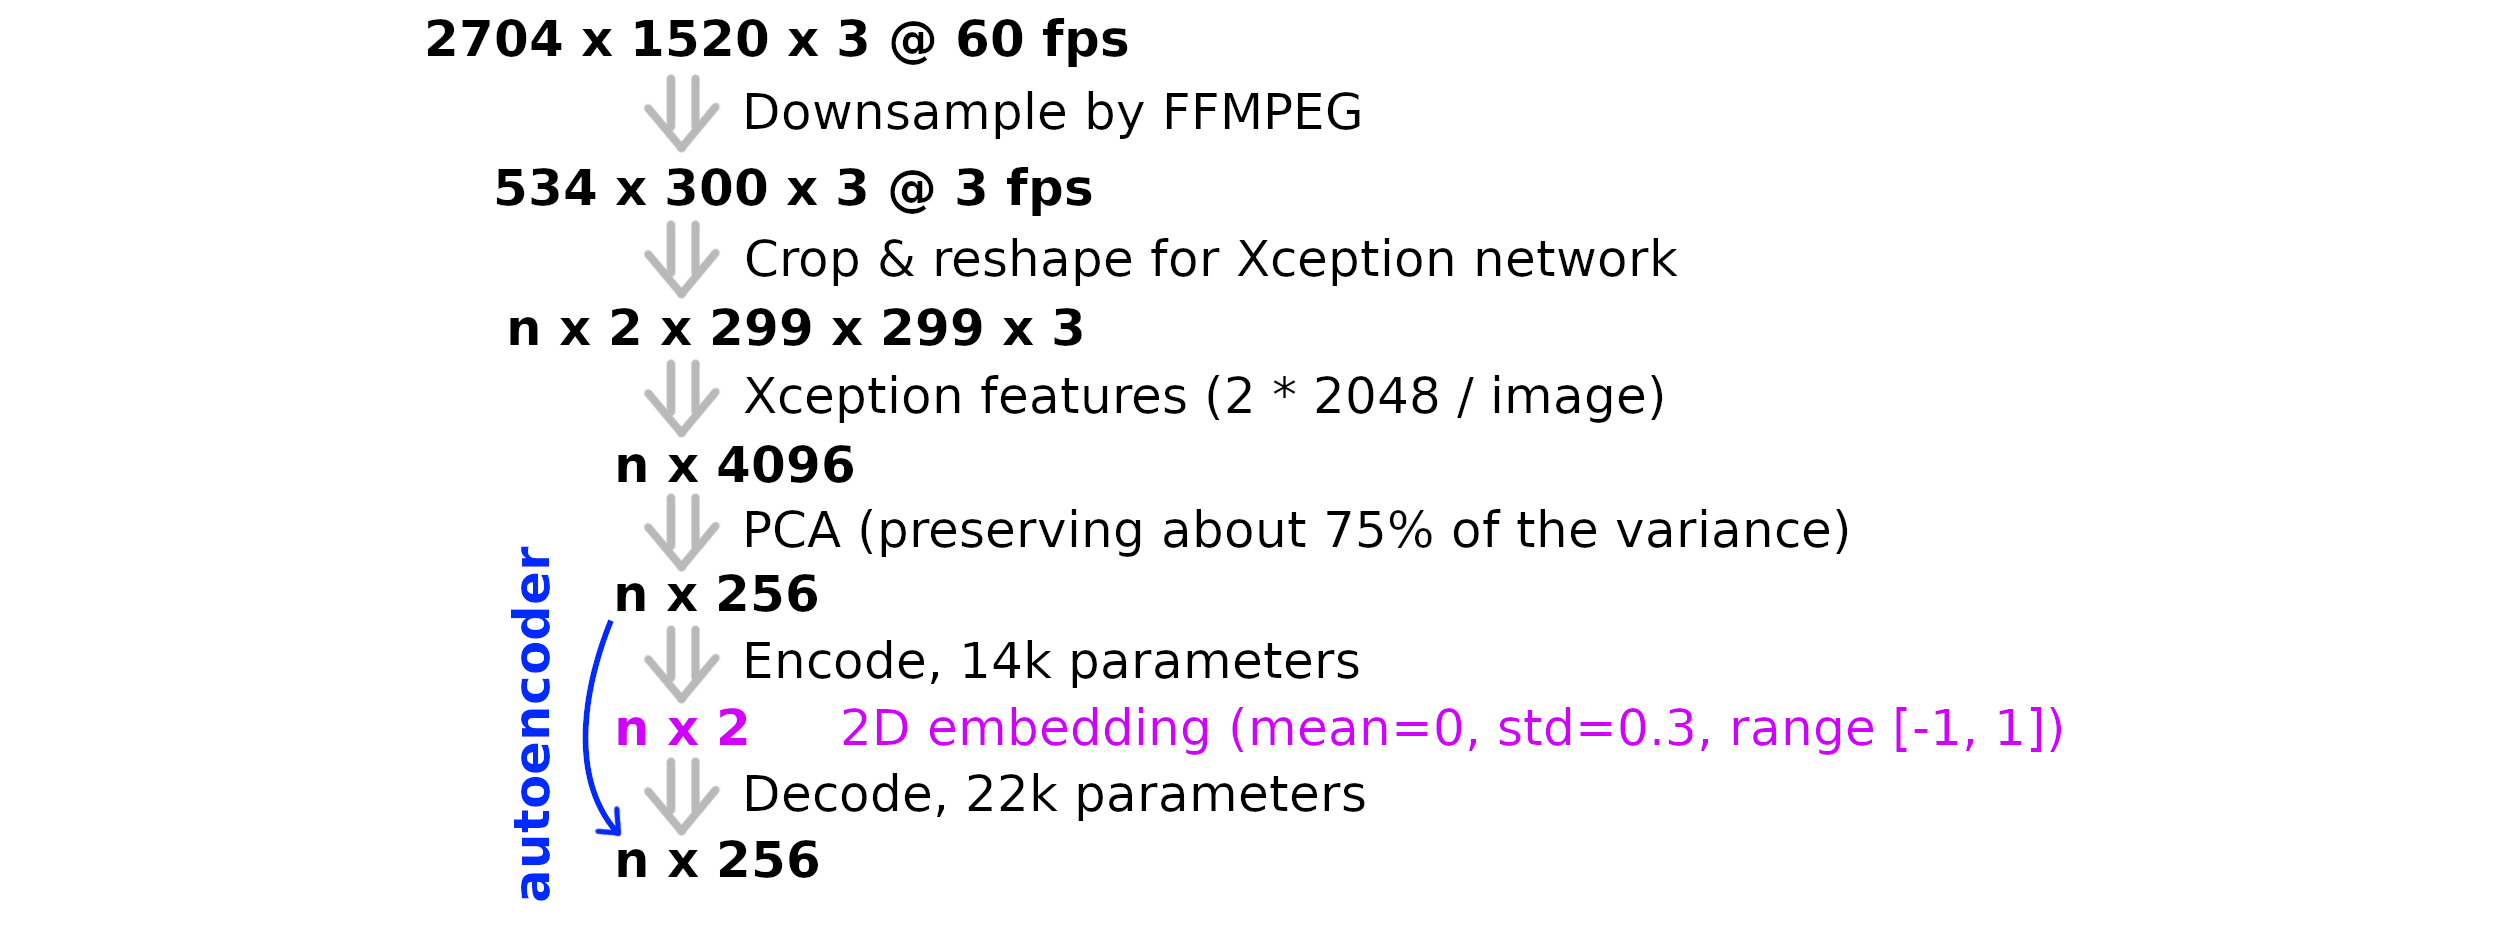 2704 x 1520 x 3 @ 60 fps
Downsample by FFMPEG
534 x 300 x 3 @ 3 fps
Crop & reshape for Xception network
n x 2 x 299 x 299 x 3
Xception features (2 * 2048 / image)
n x 4096
PCA (preserving about 75% of the variance)
n x 256
autoencoder
Encode, 14k parameters
n x 2 2D embedding (mean=0, std=0.3, range [-1, 1])
Decode, 22k parameters
n x 256